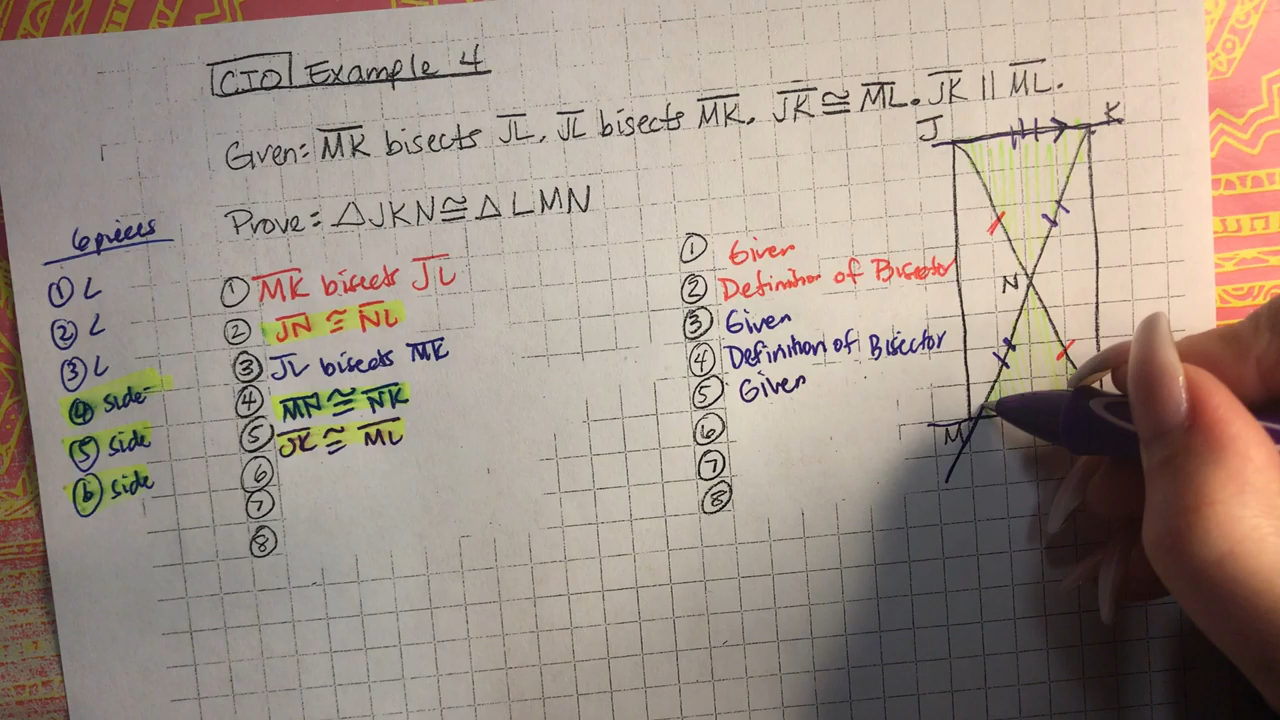 CIO Example 4
Given: MK bisects JL. JL bisects MK. JK ≅ ML. JK || ML.
Prove: △JKN ≅ △LMN
6 pieces
① L
② L
③ L
④ side
⑤ side
⑥ side
① MK bisects JL
② JN ≅ NL
③ JL bisects MK
④ MN ≅ NK
⑤ JK ≅ ML
⑥
⑦
⑧
① Given
② Definition of Bisector
③ Given
④ Definition of Bisector
⑤ Given
⑥
⑦
⑧
J
K
N
M